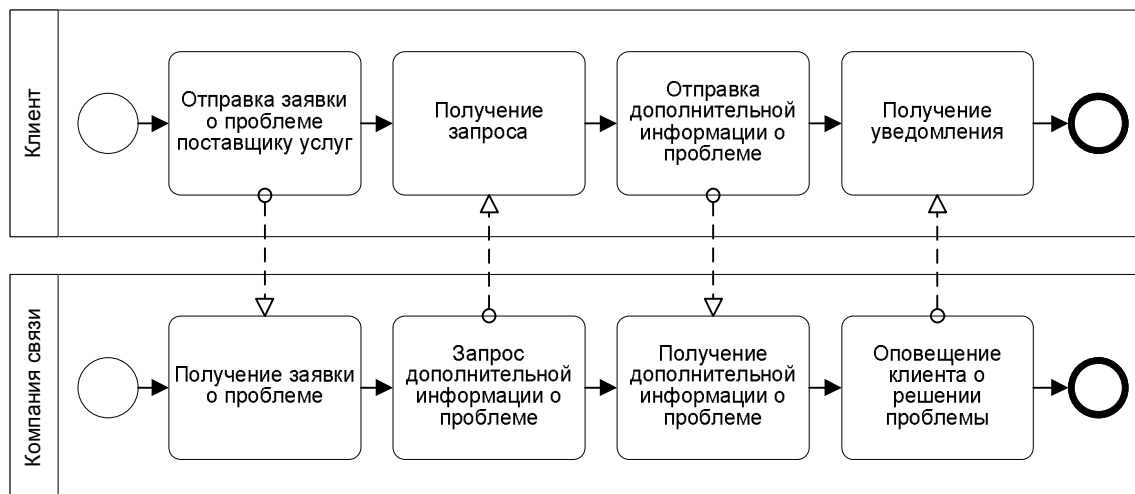 Клиент
Отправка заявки
о проблеме
поставщику услуг
Получение
запроса
Отправка
дополнительной
информации о
проблеме
Получение
уведомления
Компания связи
Получение заявки
о проблеме
Запрос
дополнительной
информации о
проблеме
Получение
дополнительной
информации о
проблеме
Оповещение
клиента о
решении
проблемы